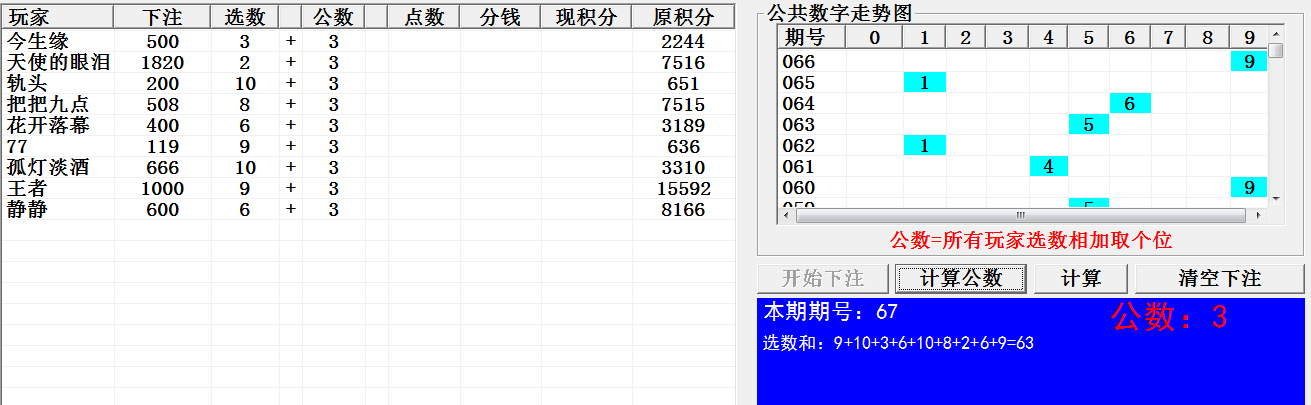 玩家 下注 选数 公数 点数 分钱 现积分 原积分
今生缘 500 3 + 3 2244
天使的眼泪 1820 2 + 3 7516
轨头 200 10 + 3 651
把把九点 508 8 + 3 7515
花开落幕 400 6 + 3 3189
77 119 9 + 3 636
孤灯淡酒 666 10 + 3 3310
王者 1000 9 + 3 15592
静静 600 6 + 3 8166
公共数字走势图
期号 0 1 2 3 4 5 6 7 8 9
066 9
065 1
064 6
063 5
062 1
061 4
060 9
公数=所有玩家选数相加取个位
开始下注 计算公数 计算 清空下注
本期期号：67 公数：3
选数和：9+10+3+6+10+8+2+6+9=63